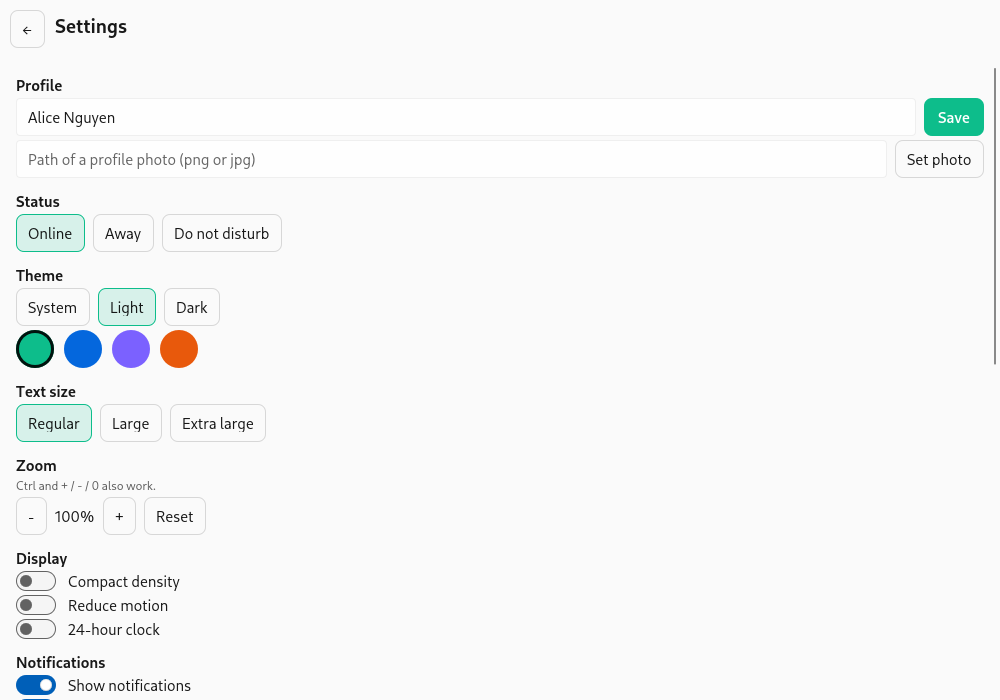 ←
Settings
Profile
Alice Nguyen
Save
Path of a profile photo (png or jpg)
Set photo
Status
Online Away Do not disturb
Theme
System Light Dark
Text size
Regular Large Extra large
Zoom
Ctrl and + / - / 0 also work.
- 100% + Reset
Display
Compact density
Reduce motion
24-hour clock
Notifications
Show notifications